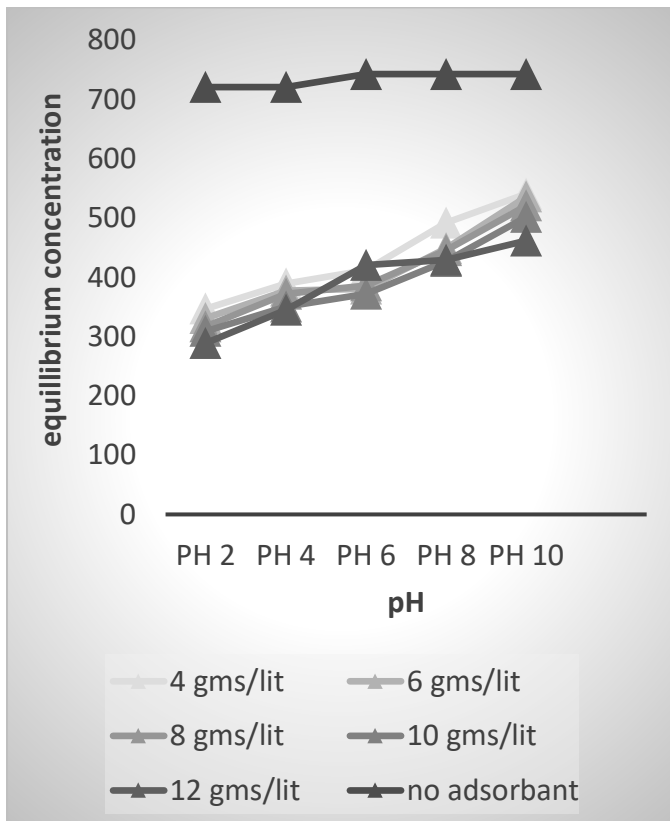 800
700
600
500
400
300
200
100
0
equillibrium concentration
PH 2 PH 4 PH 6 PH 8 PH 10
pH
4 gms/lit 6 gms/lit
8 gms/lit 10 gms/lit
12 gms/lit no adsorbant